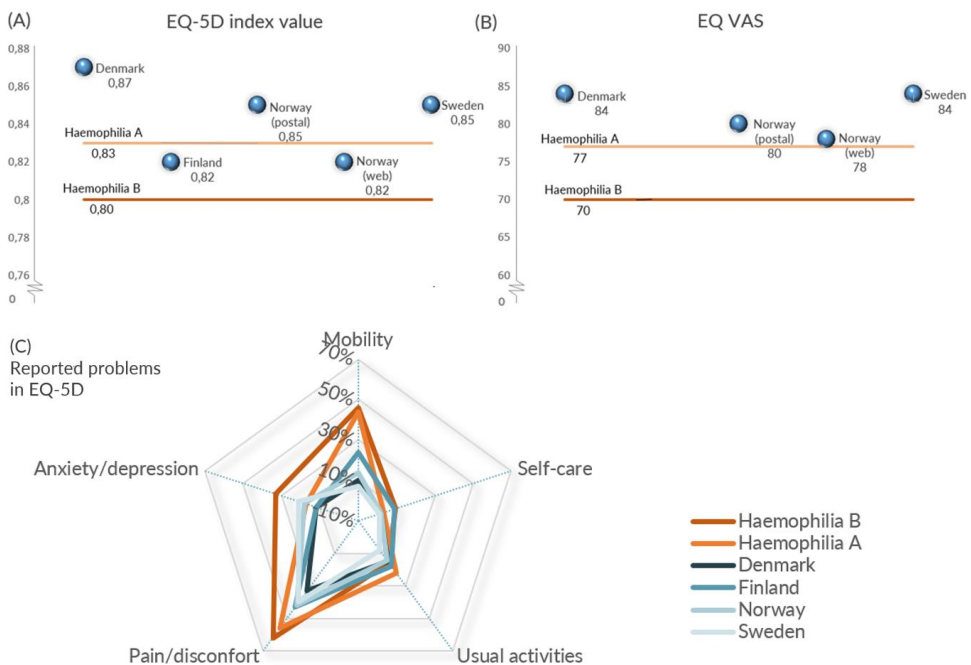 (A)
EQ-5D index value
0,88
0,86
0,84
0,82
0,8
0,78
0,76
0
Denmark
0,87
Norway
(postal)
0,85
Sweden
0,85
Haemophilia A
0,83
Finland
0,82
Norway
(web)
0,82
Haemophilia B
0,80
(B)
EQ VAS
90
85
80
75
70
65
60
0
Denmark
84
Sweden
84
Norway
(postal)
80
Haemophilia A
77
Norway
(web)
78
Haemophilia B
70
(C)
Reported problems
in EQ-5D
Mobility
70%
50%
30%
10%
10%
Anxiety/depression
Self-care
Pain/disconfort
Usual activities
Haemophilia B
Haemophilia A
Denmark
Finland
Norway
Sweden